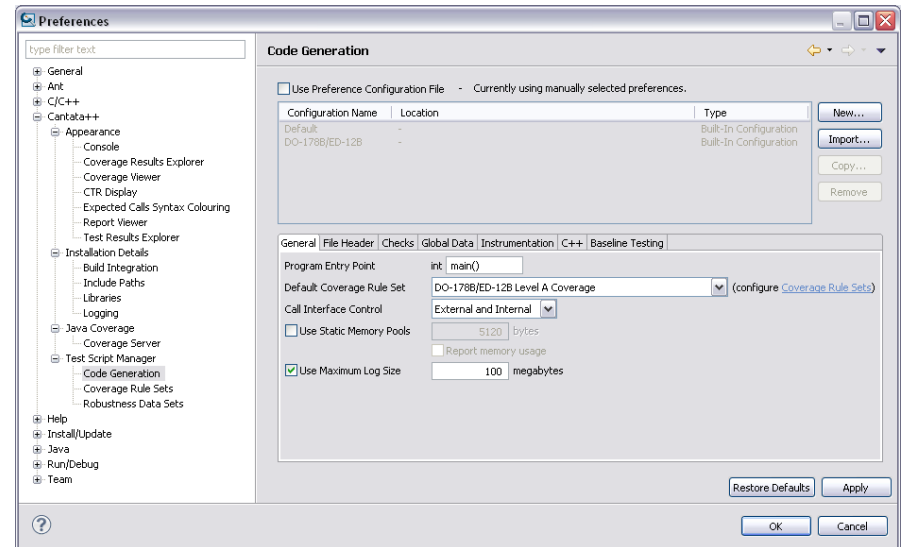 Preferences
type filter text
General
Ant
C/C++
Cantata++
Appearance
Console
Coverage Results Explorer
Coverage Viewer
CTR Display
Expected Calls Syntax Colouring
Report Viewer
Test Results Explorer
Installation Details
Build Integration
Include Paths
Libraries
Logging
Java Coverage
Coverage Server
Test Script Manager
Code Generation
Coverage Rule Sets
Robustness Data Sets
Help
Install/Update
Java
Run/Debug
Team
Code Generation
Use Preference Configuration File - Currently using manually selected preferences.
Configuration Name Location Type
Default - Built-In Configuration
DO-178B/ED-12B - Built-In Configuration
New...
Import...
Copy...
Remove
General File Header Checks Global Data Instrumentation C++ Baseline Testing
Program Entry Point int main()
Default Coverage Rule Set DO-178B/ED-12B Level A Coverage (configure Coverage Rule Sets)
Call Interface Control External and Internal
Use Static Memory Pools 5120 bytes
Report memory usage
Use Maximum Log Size 100 megabytes
Restore Defaults Apply
? OK Cancel